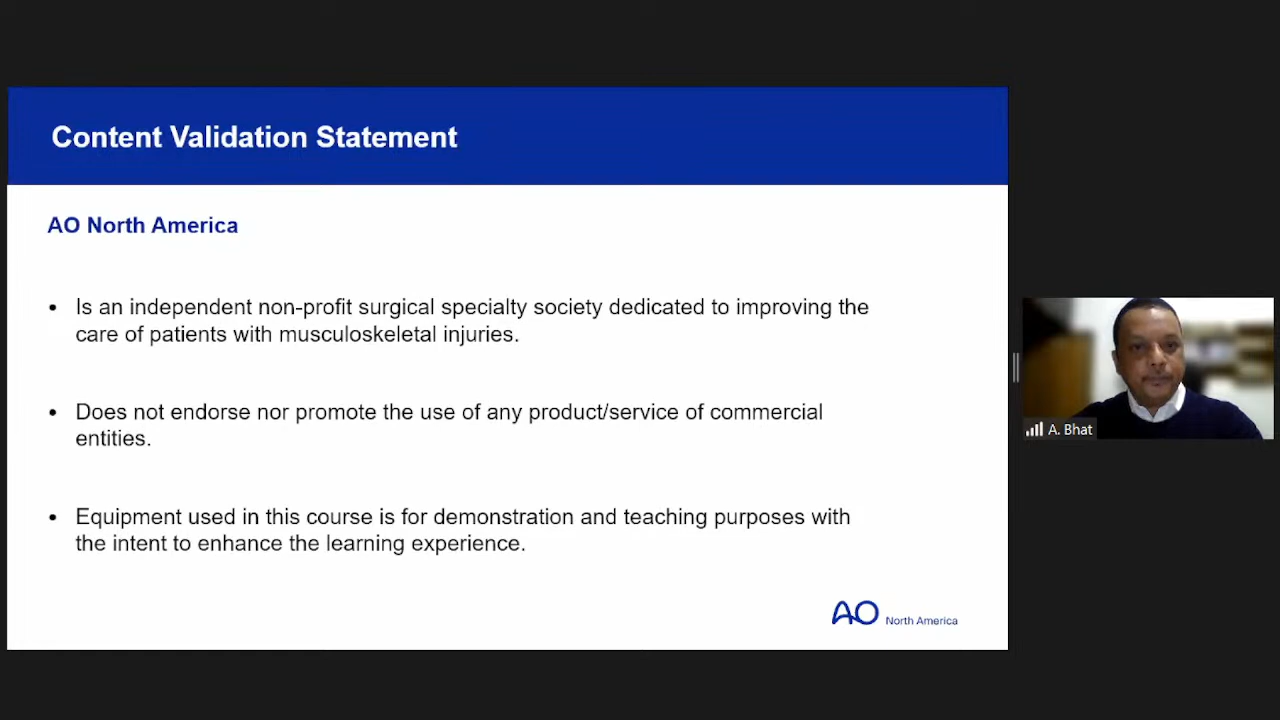 Content Validation Statement
AO North America
• Is an independent non-profit surgical specialty society dedicated to improving the
care of patients with musculoskeletal injuries.
• Does not endorse nor promote the use of any product/service of commercial
entities.
• Equipment used in this course is for demonstration and teaching purposes with
the intent to enhance the learning experience.
AO North America
A. Bhat